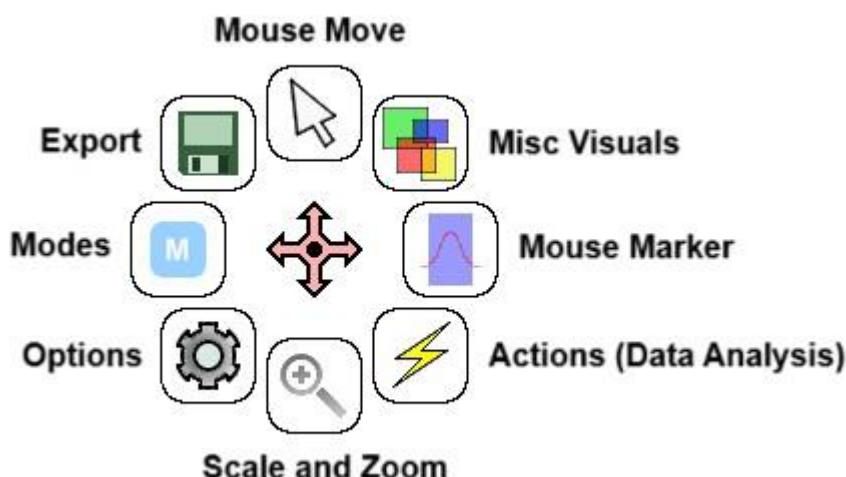 Mouse Move
Export
Misc Visuals
Modes
M
Mouse Marker
Options
Actions (Data Analysis)
Scale and Zoom